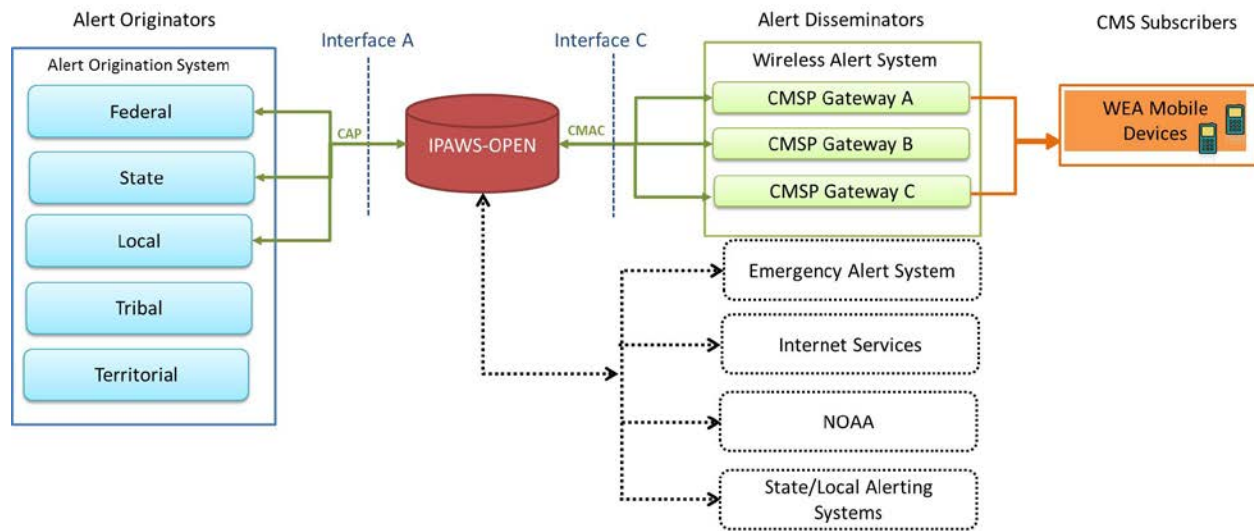 Alert Originators
Interface A
Interface C
Alert Disseminators
CMS Subscribers
Alert Origination System
Federal
State
Local
Tribal
Territorial
CAP
IPAWS-OPEN
CMAC
Wireless Alert System
CMSP Gateway A
CMSP Gateway B
CMSP Gateway C
WEA Mobile
Devices
Emergency Alert System
Internet Services
NOAA
State/Local Alerting
Systems